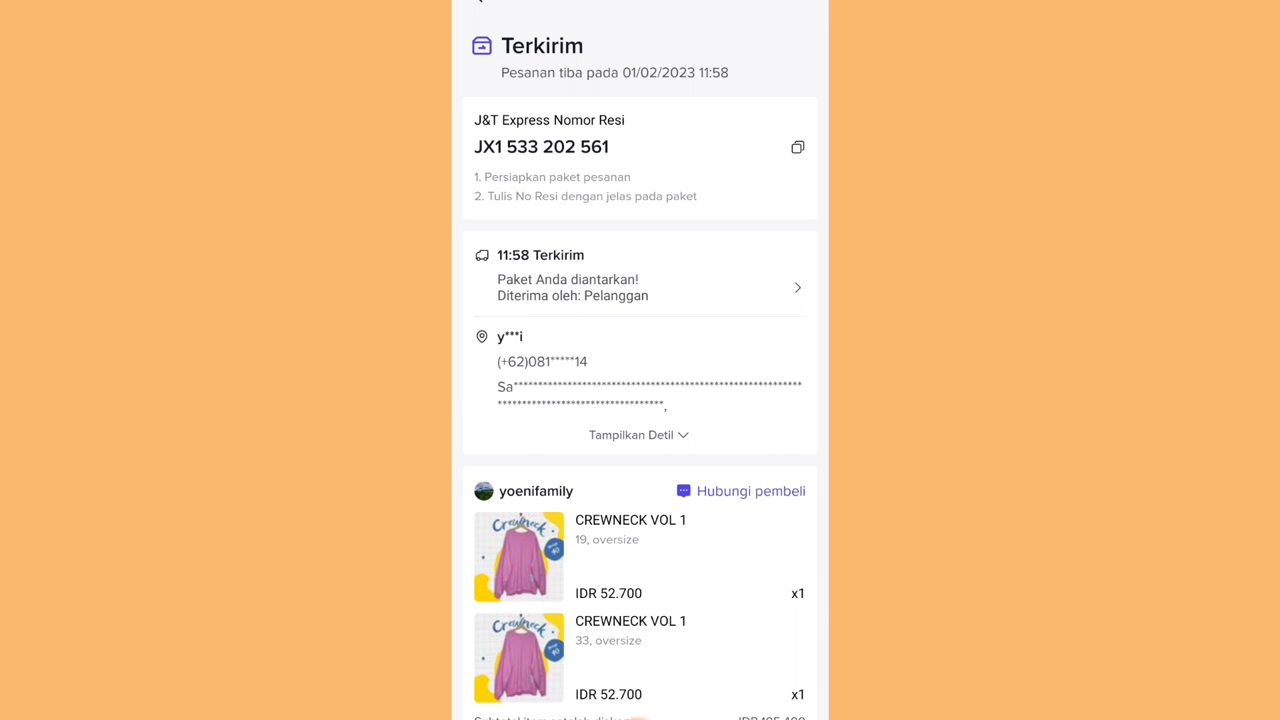 Terkirim
Pesanan tiba pada 01/02/2023 11:58
J&T Express Nomor Resi
JX1 533 202 561
1. Persiapkan paket pesanan
2. Tulis No Resi dengan jelas pada paket
11:58 Terkirim
Paket Anda diantarkan!
Diterima oleh: Pelanggan
y***i
(+62)081*****14
Sa************************************************************
**********************************,
Tampilkan Detil
yoenifamily
Hubungi pembeli
Crewneck
CREWNECK VOL 1
19, oversize
IDR 52.700
x1
Crewneck
CREWNECK VOL 1
33, oversize
IDR 52.700
x1